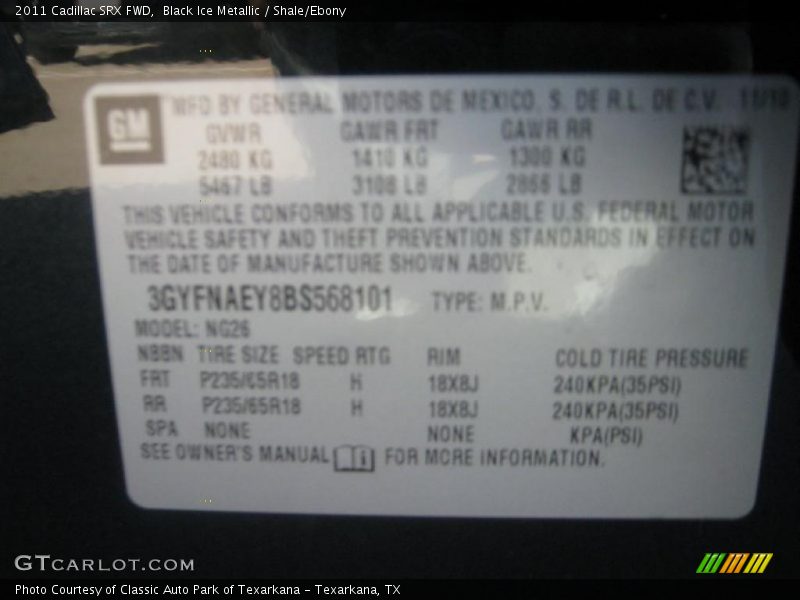 2011 Cadillac SRX FWD,  Black Ice Metallic / Shale/Ebony
GM
MFD BY GENERAL MOTORS DE MEXICO. S. DE R.L. DE C.V. 11/10
GVWR GAWR FRT GAWR RR
2480 KG 1410 KG 1300 KG
5467 LB 3108 LB 2866 LB
THIS VEHICLE CONFORMS TO ALL APPLICABLE U.S. FEDERAL MOTOR
VEHICLE SAFETY AND THEFT PREVENTION STANDARDS IN EFFECT ON
THE DATE OF MANUFACTURE SHOWN ABOVE.
3GYFNAEY8BS568101 TYPE: M.P.V.
MODEL: NG26
NBBN TIRE SIZE SPEED RTG RIM COLD TIRE PRESSURE
FRT P235/65R18 H 18X8J 240KPA(35PSI)
RR P235/65R18 H 18X8J 240KPA(35PSI)
SPA NONE NONE KPA(PSI)
SEE OWNER'S MANUAL FOR MORE INFORMATION.
GTCARLOT.COM
Photo Courtesy of Classic Auto Park of Texarkana - Texarkana, TX